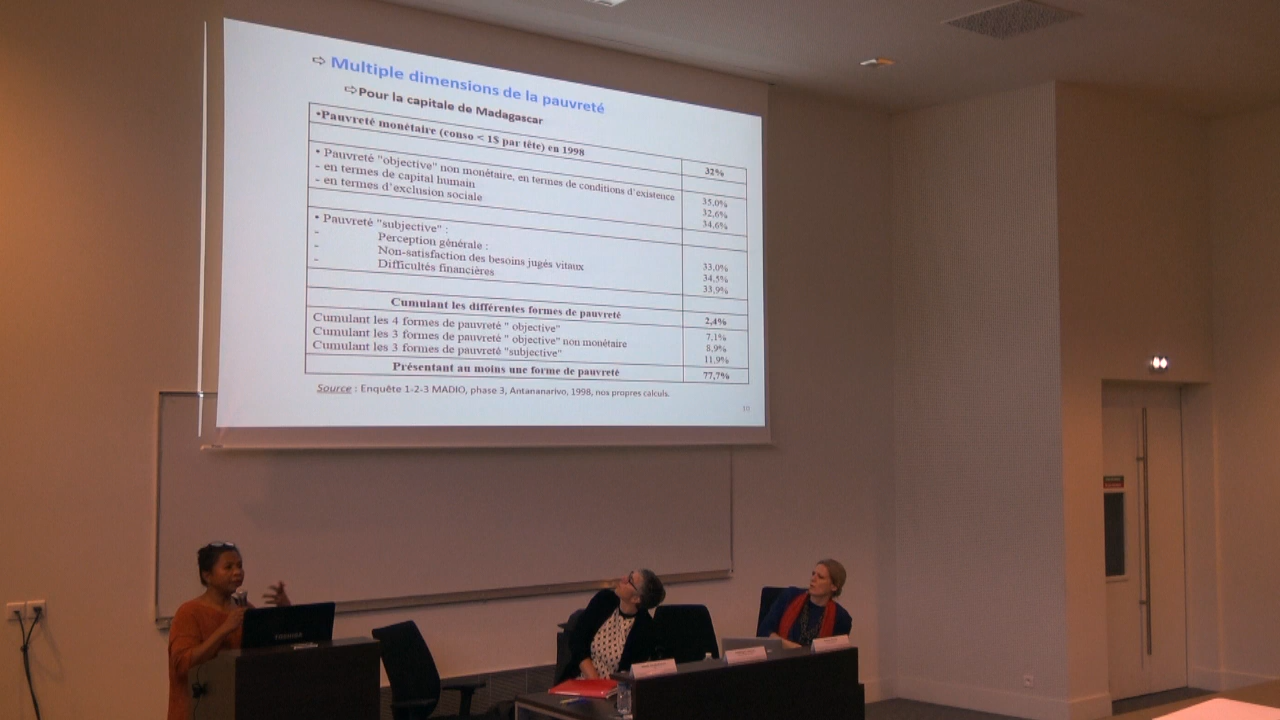 ⇨ Multiple dimensions de la pauvreté
⇨Pour la capitale de Madagascar
•Pauvreté monétaire (conso < 1$ par tête) en 1998 32%
• Pauvreté "objective" non monétaire, en termes de conditions d'existence 35,0%
- en termes de capital humain 32,6%
- en termes d'exclusion sociale 34,6%
• Pauvreté "subjective" :
- Perception générale : 33,0%
- Non-satisfaction des besoins jugés vitaux 34,5%
- Difficultés financières 33,9%
Cumulant les différentes formes de pauvreté 2,4%
Cumulant les 4 formes de pauvreté " objective" 7,1%
Cumulant les 3 formes de pauvreté " objective" non monétaire 8,9%
Cumulant les 3 formes de pauvreté "subjective" 11,9%
Présentant au moins une forme de pauvreté 77,7%
Source : Enquête 1-2-3 MADIO, phase 3, Antananarivo, 1998, nos propres calculs.
10
TOSHIBA